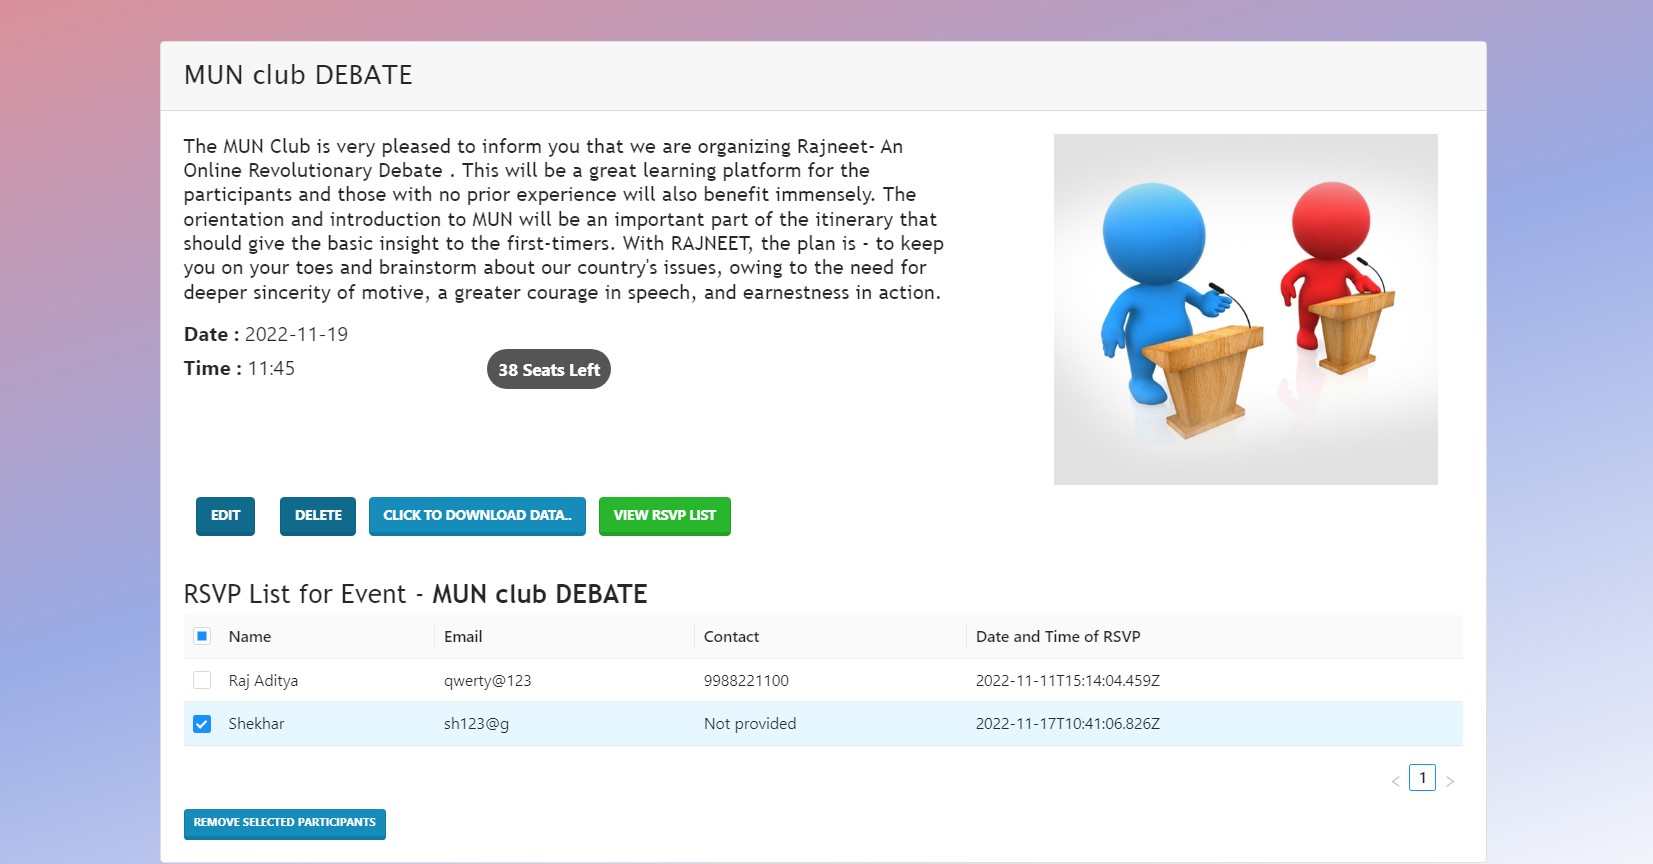 MUN club DEBATE
The MUN Club is very pleased to inform you that we are organizing Rajneet- An
Online Revolutionary Debate . This will be a great learning platform for the
participants and those with no prior experience will also benefit immensely. The
orientation and introduction to MUN will be an important part of the itinerary that
should give the basic insight to the first-timers. With RAJNEET, the plan is - to keep
you on your toes and brainstorm about our country's issues, owing to the need for
deeper sincerity of motive, a greater courage in speech, and earnestness in action.
Date : 2022-11-19
Time : 11:45
38 Seats Left
EDIT DELETE CLICK TO DOWNLOAD DATA.. VIEW RSVP LIST
RSVP List for Event - MUN club DEBATE
Name Email Contact Date and Time of RSVP
Raj Aditya qwerty@123 9988221100 2022-11-11T15:14:04.459Z
Shekhar sh123@g Not provided 2022-11-17T10:41:06.826Z
< 1 >
REMOVE SELECTED PARTICIPANTS